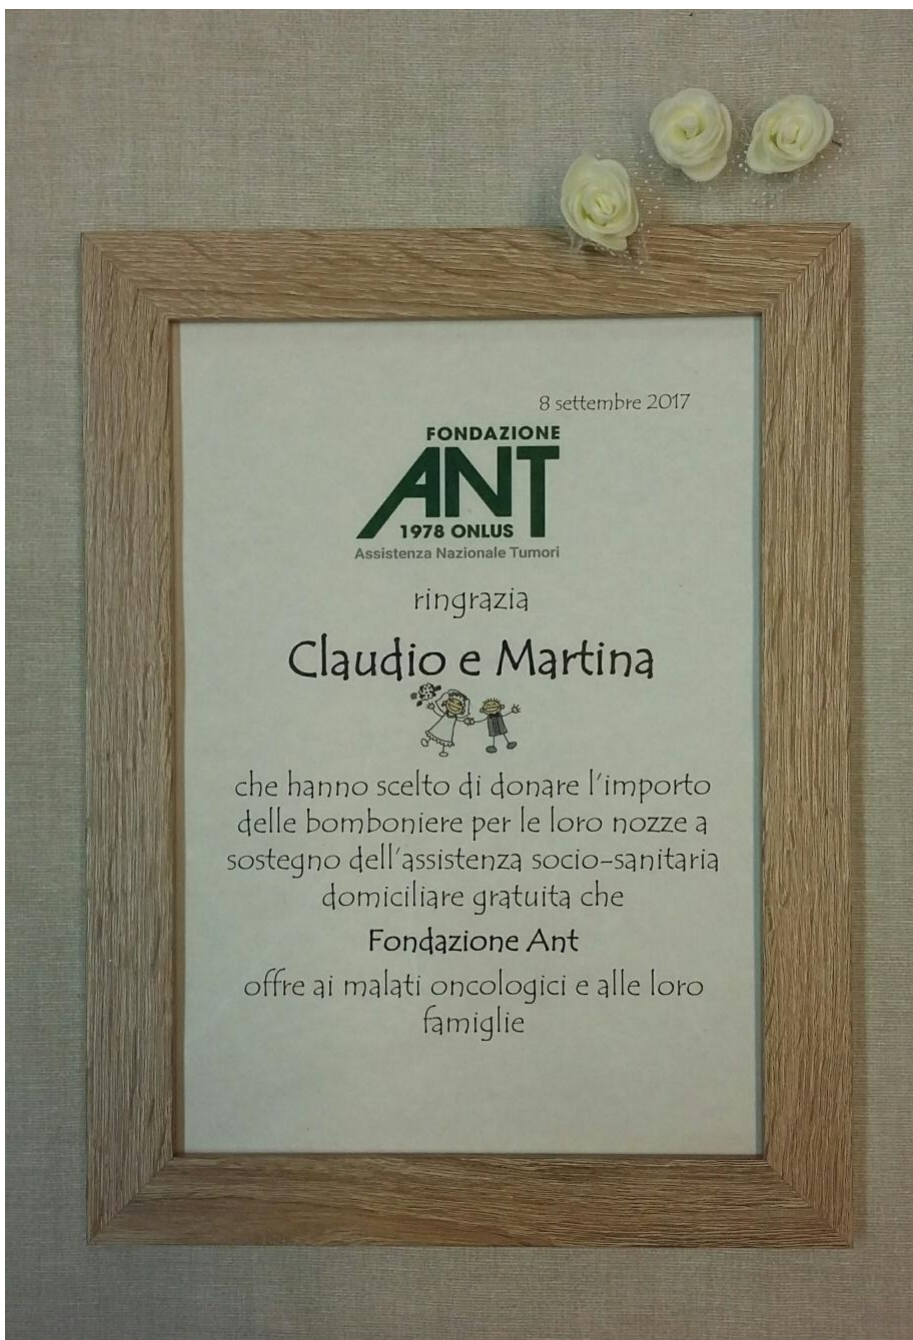 8 settembre 2017
FONDAZIONE
ANT
1978 ONLUS
Assistenza Nazionale Tumori
ringrazia
Claudio e Martina
che hanno scelto di donare l'importo
delle bomboniere per le loro nozze a
sostegno dell'assistenza socio-sanitaria
domiciliare gratuita che
Fondazione Ant
offre ai malati oncologici e alle loro
famiglie